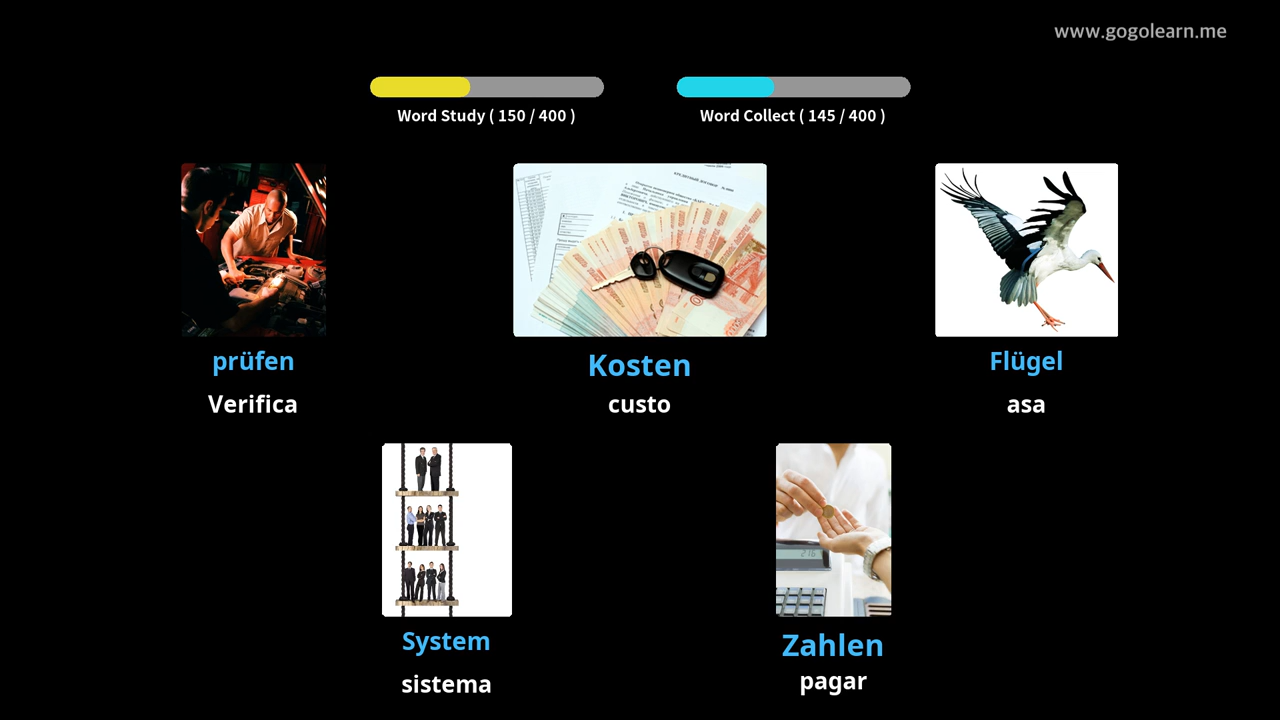 www.gogolearn.me
Word Study ( 150 / 400 )
Word Collect ( 145 / 400 )
prüfen
Verifica
Kosten
custo
Flügel
asa
System
sistema
Zahlen
pagar